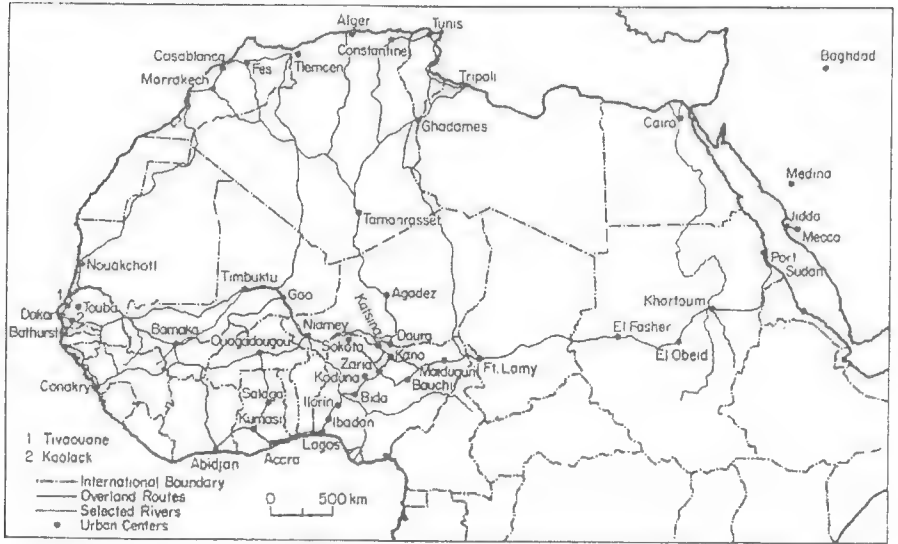 Alger
Tunis
Casablanca
Constantine
Baghdad
Fes
Tlemcen
Marrakech
Tripoli
Ghadames
Cairo
Medina
Tamanrasset
Jidda
Mecca
Nouakchott
Port
Sudan
Timbuktu
Gao
Agadez
Khartoum
1
Touba
Katsina
Dakar
2
Bathurst
Bamako
Niamey
Daura
El Fasher
Ouogadougou
Sokoto
Kano
El Obeid
Zaria
Maiduguri
Ft. Lamy
Kaduna
Bauchi
Conakry
Salaga
Ilorin
Bida
Kumasi
Ibadan
Lagos
1 Tivaouane
2 Kaolack
Abidjan
Accra
International Boundary
Overland Routes
Selected Rivers
Urban Centers
0 500 km